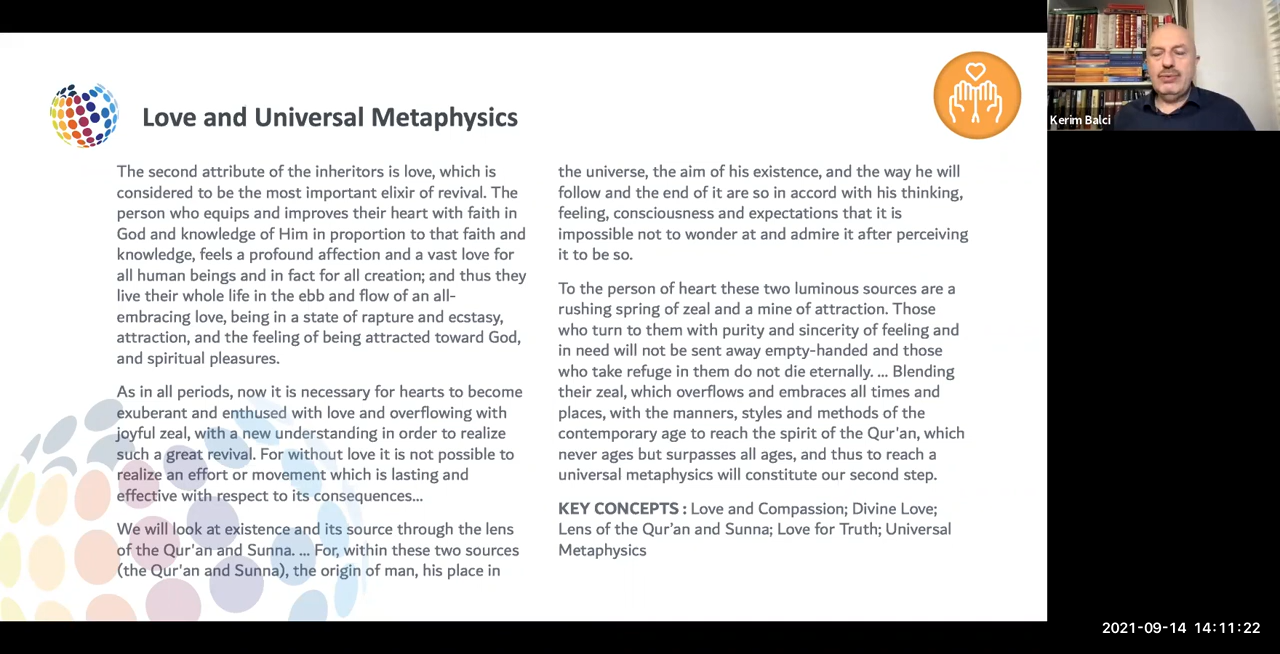 Love and Universal Metaphysics
The second attribute of the inheritors is love, which is
considered to be the most important elixir of revival. The
person who equips and improves their heart with faith in
God and knowledge of Him in proportion to that faith and
knowledge, feels a profound affection and a vast love for
all human beings and in fact for all creation; and thus they
live their whole life in the ebb and flow of an all-
embracing love, being in a state of rapture and ecstasy,
attraction, and the feeling of being attracted toward God,
and spiritual pleasures.
As in all periods, now it is necessary for hearts to become
exuberant and enthused with love and overflowing with
joyful zeal, with a new understanding in order to realize
such a great revival. For without love it is not possible to
realize an effort or movement which is lasting and
effective with respect to its consequences...
We will look at existence and its source through the lens
of the Qur'an and Sunna. ... For, within these two sources
(the Qur'an and Sunna), the origin of man, his place in
the universe, the aim of his existence, and the way he will
follow and the end of it are so in accord with his thinking,
feeling, consciousness and expectations that it is
impossible not to wonder at and admire it after perceiving
it to be so.
To the person of heart these two luminous sources are a
rushing spring of zeal and a mine of attraction. Those
who turn to them with purity and sincerity of feeling and
in need will not be sent away empty-handed and those
who take refuge in them do not die eternally. ... Blending
their zeal, which overflows and embraces all times and
places, with the manners, styles and methods of the
contemporary age to reach the spirit of the Qur'an, which
never ages but surpasses all ages, and thus to reach a
universal metaphysics will constitute our second step.
KEY CONCEPTS : Love and Compassion; Divine Love;
Lens of the Qur'an and Sunna; Love for Truth; Universal
Metaphysics
Kerim Balci
2021-09-14 14:11:22